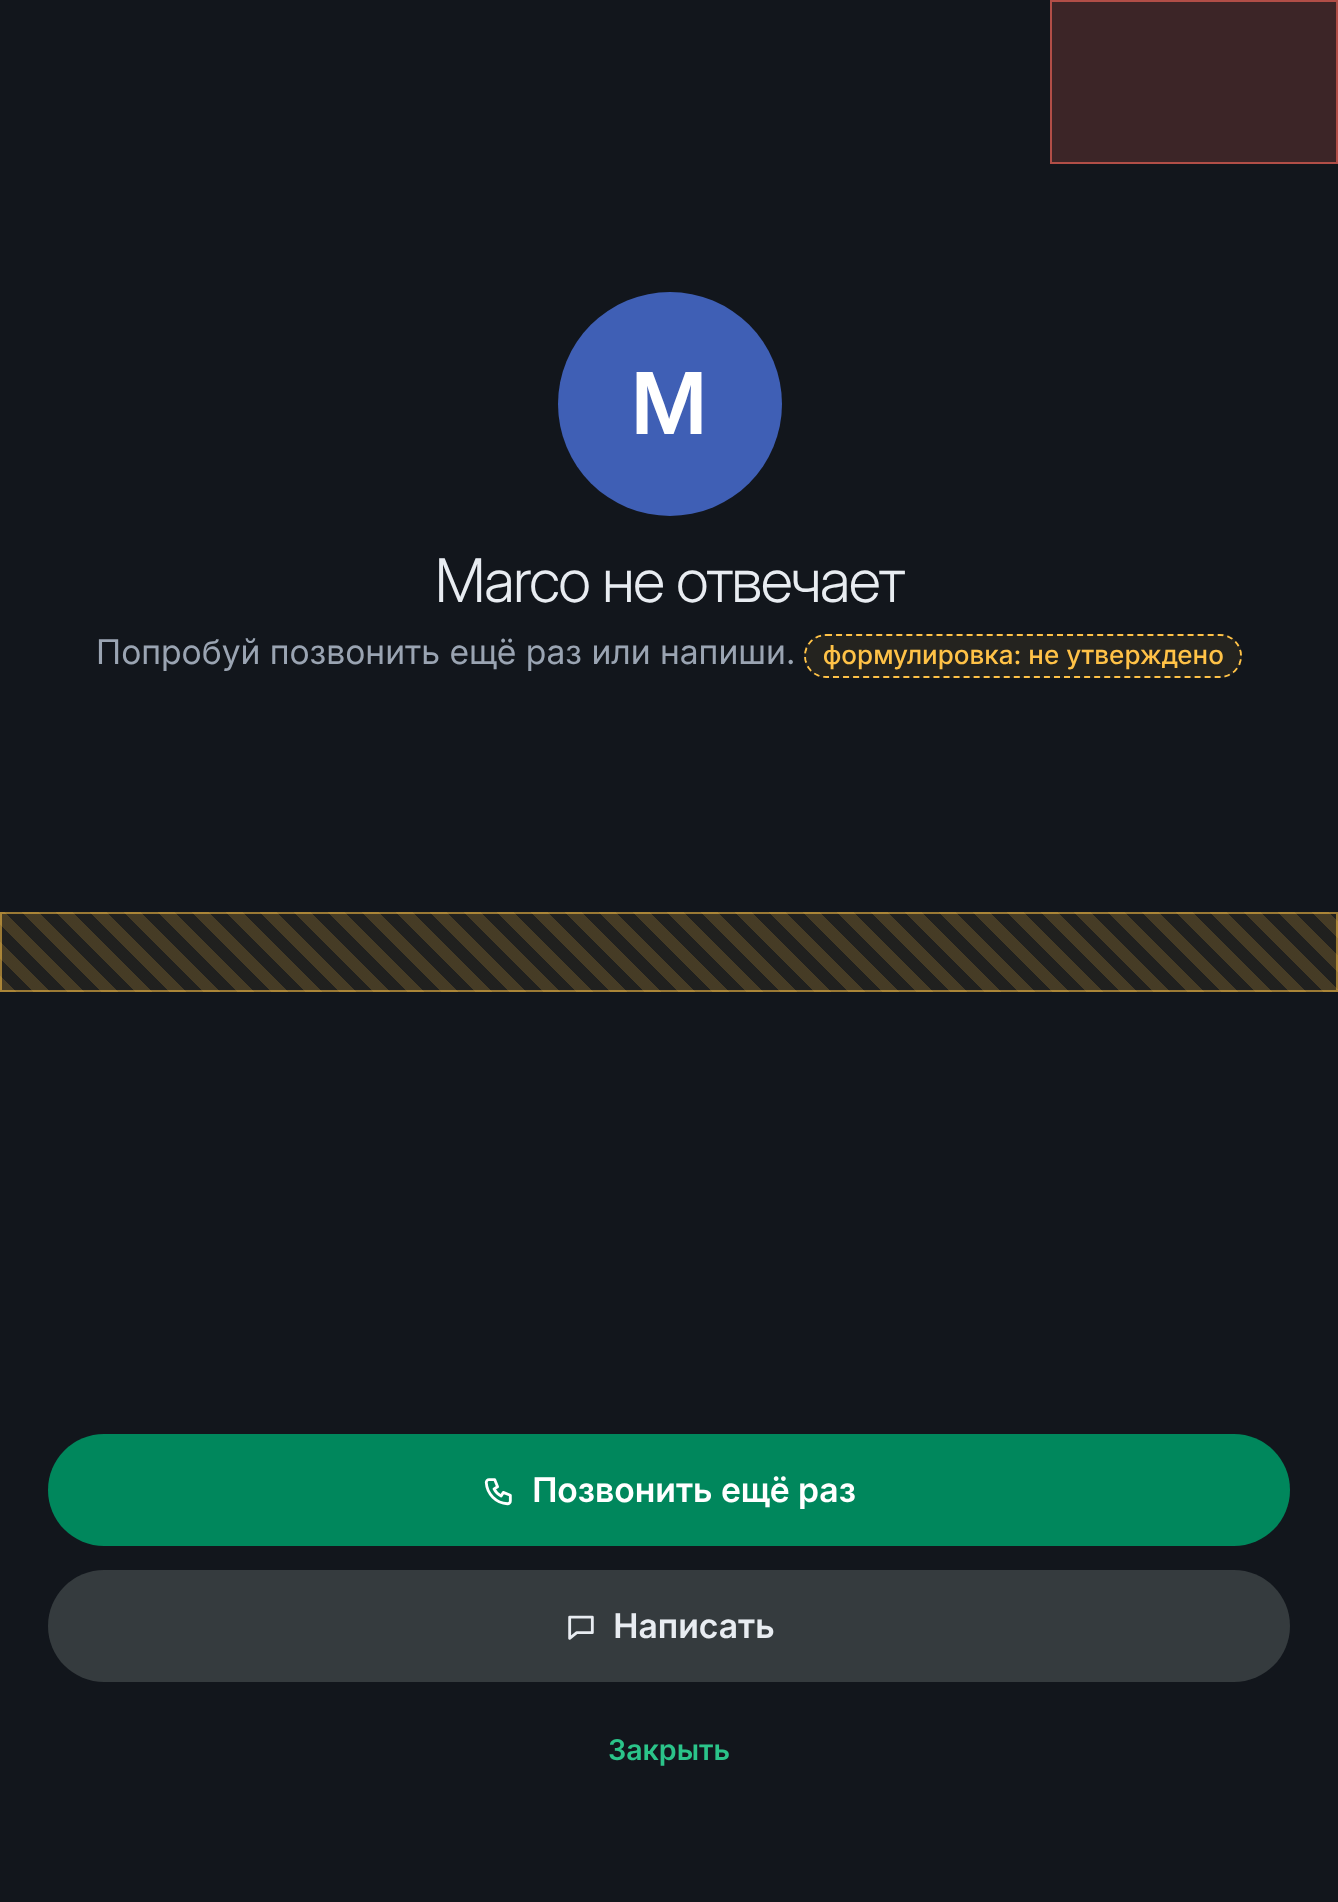 M
Marco не отвечает
Попробуй позвонить ещё раз или напиши. формулировка: не утверждено
Позвонить ещё раз
Написать
Закрыть